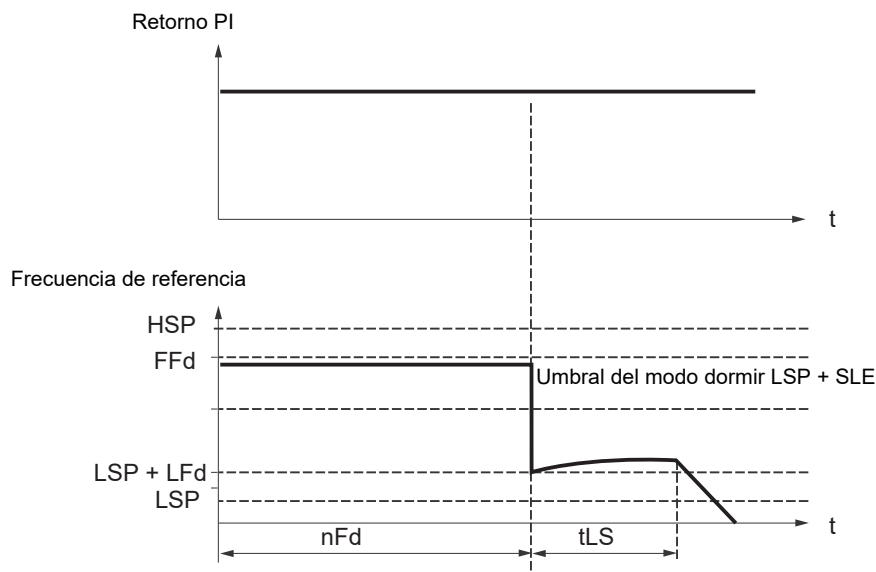 Retorno PI
t
Frecuencia de referencia
HSP
FFd
Umbral del modo dormir LSP + SLE
LSP + LFd
LSP
t
nFd
tLS